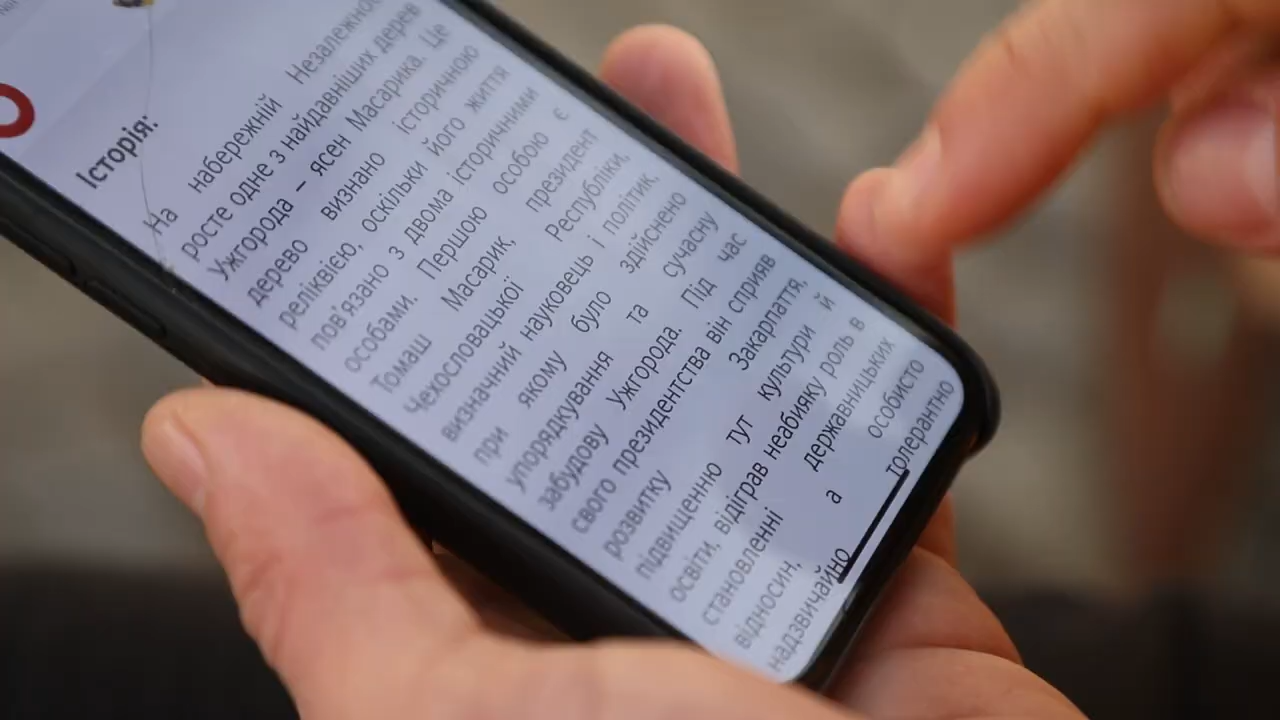 Історія:
На набережній Незалежнос
росте одне з найдавніших дерев
Ужгорода – ясен Масарика. Це
дерево визнано історичною
реліквією, оскільки його життя
пов'язано з двома історичними
особами. Першою особою є
Томаш Масарик, президент
Чехословацької Республіки,
визначний науковець і політик,
при якому було здійснено
упорядкування та сучасну
забудову Ужгорода. Під час
свого президентства він сприяв
розвитку Закарпаття,
підвищенню тут культури й
освіти, відіграв неабияку роль в
становленні державницьких
відносин, а особисто
надзвичайно толерантно